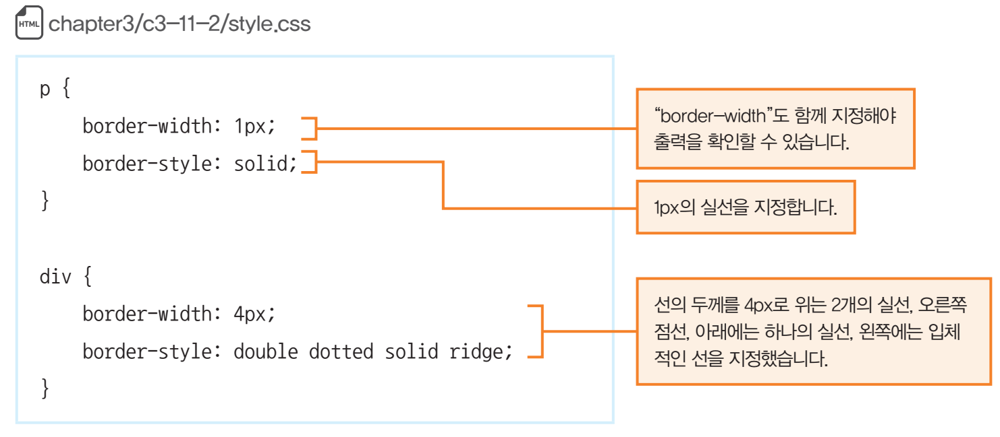 HTML chapter3/c3-11-2/style.css
p {
border-width: 1px;
border-style: solid;
}
div {
border-width: 4px;
border-style: double dotted solid ridge;
}
“border-width”도 함께 지정해야
출력을 확인할 수 있습니다.
1px의 실선을 지정합니다.
선의 두께를 4px로 위는 2개의 실선, 오른쪽
점선, 아래에는 하나의 실선, 왼쪽에는 입체
적인 선을 지정했습니다.